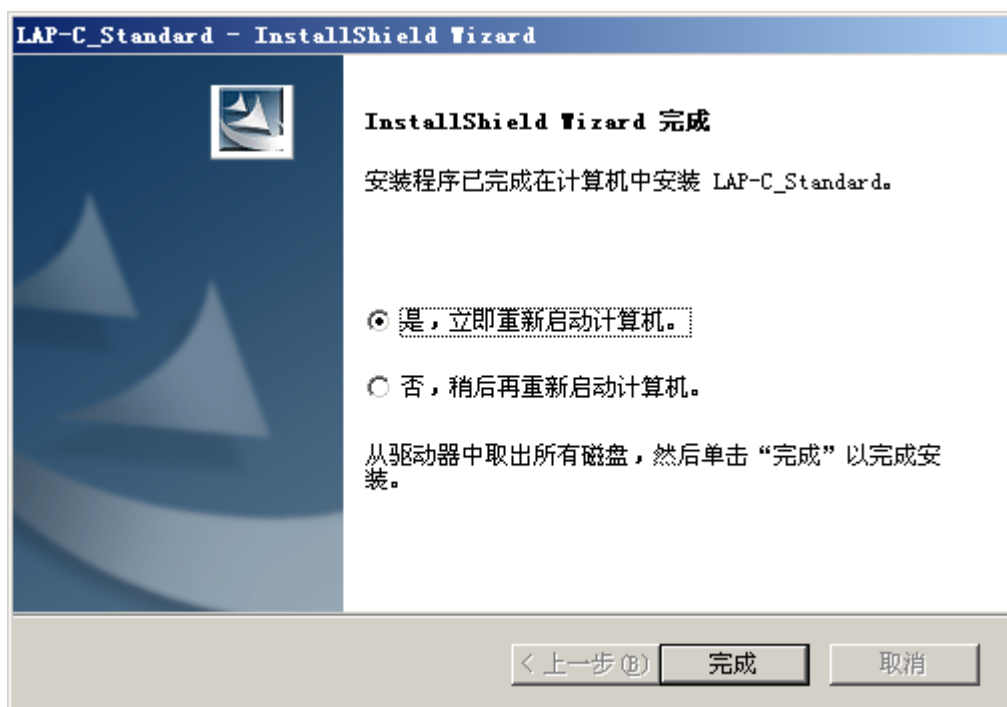 LAP-C_Standard - InstallShield Wizard
InstallShield Wizard 完成
安装程序已完成在计算机中安装 LAP-C_Standard。
是，立即重新启动计算机。
否，稍后再重新启动计算机。
从驱动器中取出所有磁盘，然后单击“完成”以完成安
装。
< 上一步(B)
完成
取消